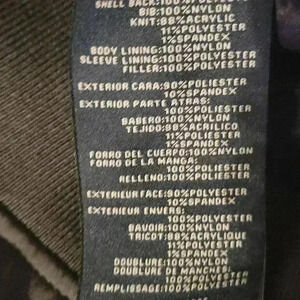 SHELL BACK:100%POLYESTER
BIB:100%NYLON
KNIT:88%ACRYLIC
11%POLYESTER
1%SPANDEX
BODY LINING:100%NYLON
SLEEVE LINING:100%POLYESTER
FILLER:100%POLYESTER
EXTERIOR CARA:90%POLIESTER
10%SPANDEX
EXTERIOR PARTE ATRAS:
100%POLIESTER
BABERO:100%NYLON
TEJIDO:88%ACRILICO
11%POLIESTER
1%SPANDEX
FORRO DEL CUERPO:100%NYLON
FORRO DE LA MANGA:
100%POLIESTER
RELLENO:100%POLIESTER
EXTERIEUR FACE:90%POLYESTER
10%SPANDEX
EXTERIEUR ENVERS:
100%POLYESTER
BAVOIR:100%NYLON
TRICOT:88%ACRYLIQUE
11%POLYESTER
1%SPANDEX
DOUBLURE:100%NYLON
DOUBLURE DE MANCHE:
100%POLYESTER
REMPLISSAGE:100%POLYESTER